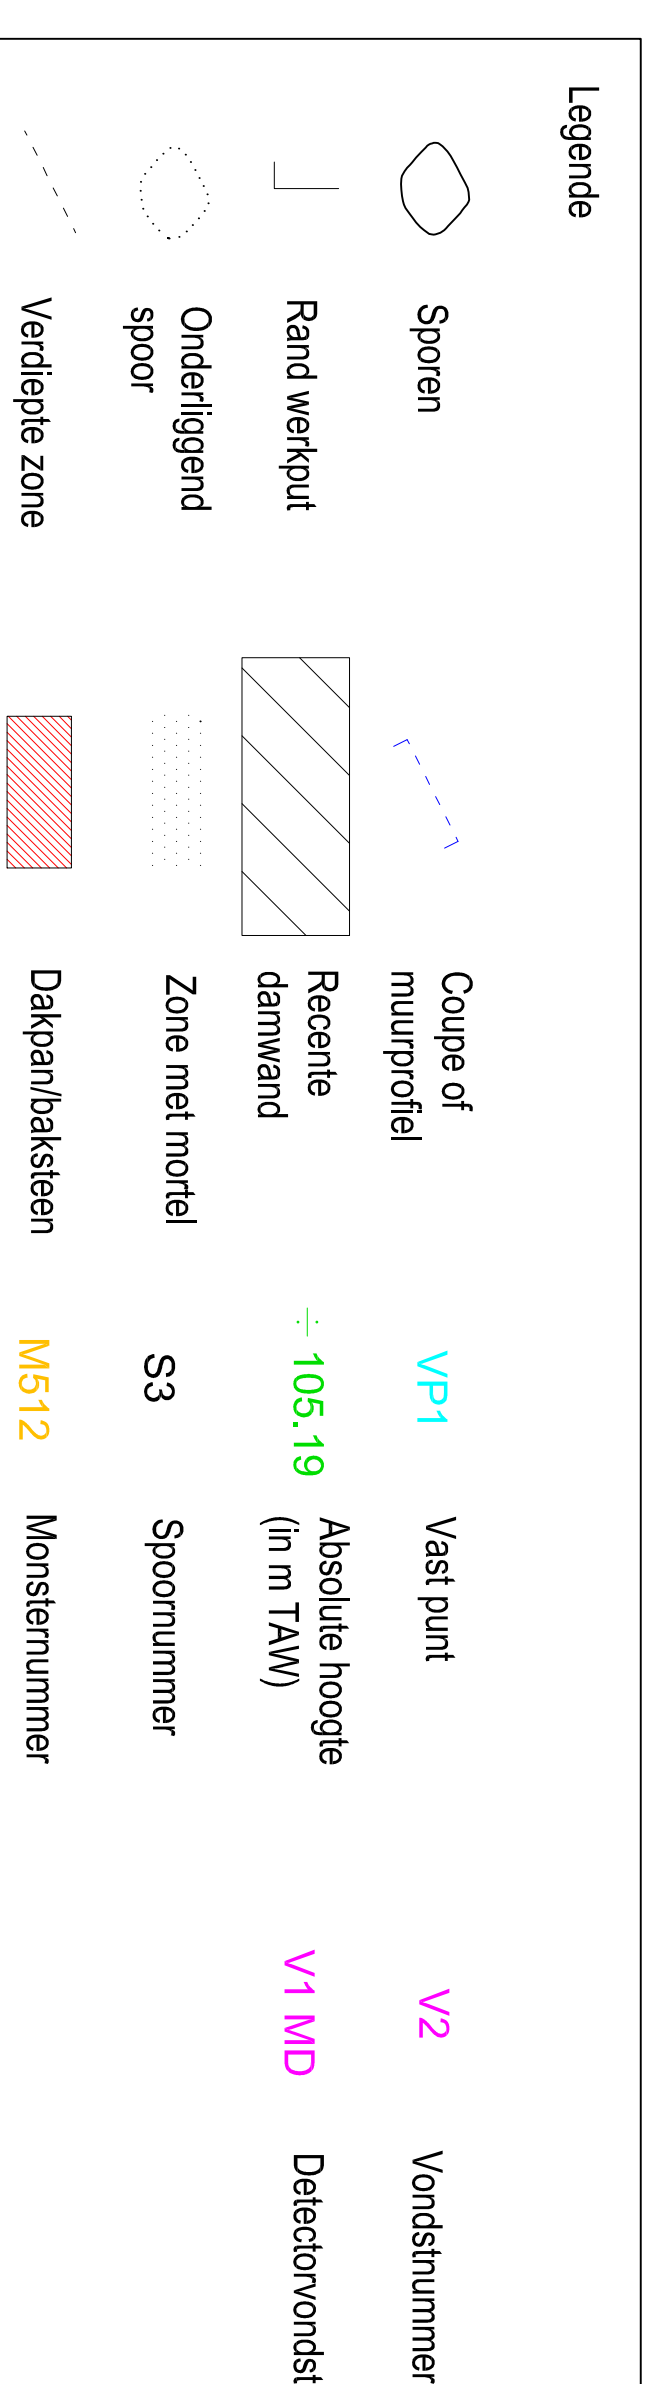 Legende
Sporen
Rand werkput
Onderliggend
spoor
Verdiepte zone
Coupe of
muurprofiel
Recente
damwand
Zone met mortel
Dakpan/baksteen
VP1
Vast punt
105.19
Absolute hoogte
(in m TAW)
S3
Spoornummer
M512
Monsternummer
V2
Vondstnummer
V1 MD
Detectorvondst